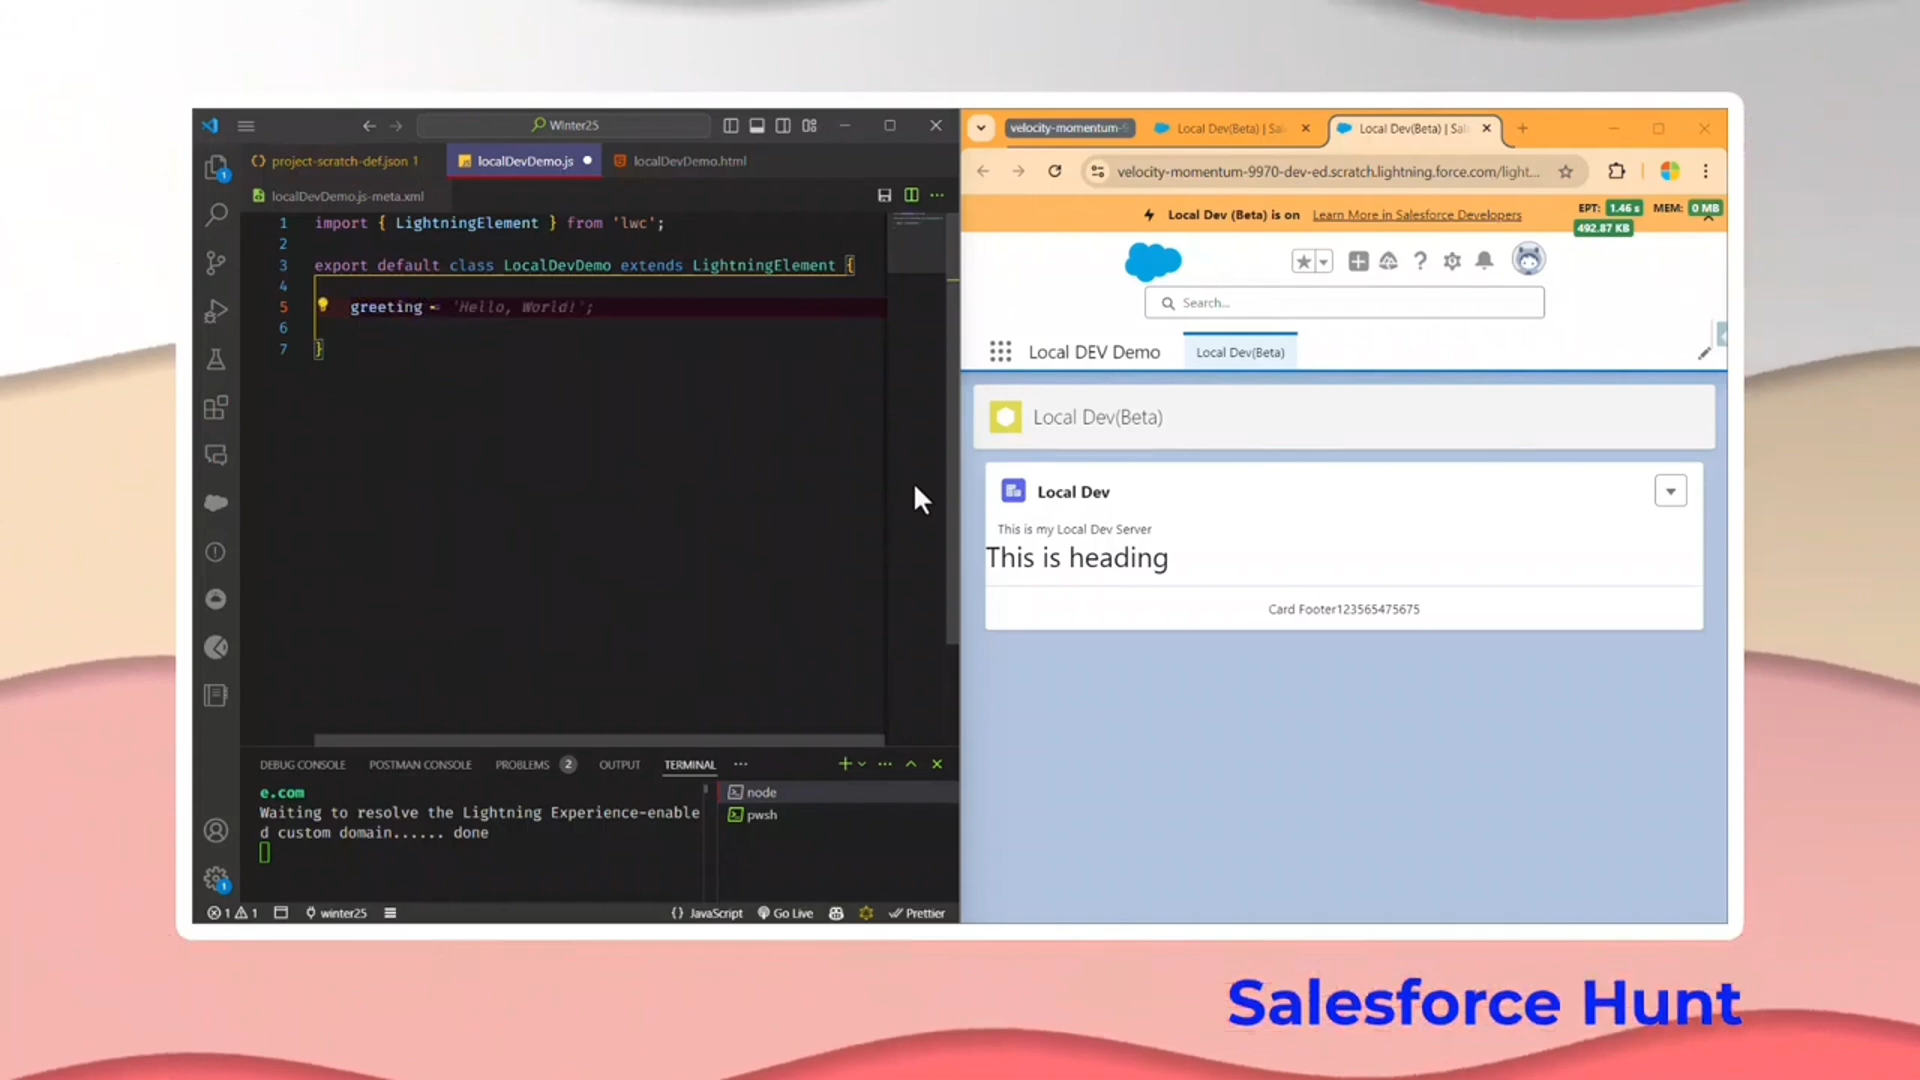 Winter25
project-scratch-def.json 1
localDevDemo.js
localDevDemo.html
localDevDemo.js-meta.xml
1 import { LightningElement } from 'lwc';
2
3 export default class LocalDevDemo extends LightningElement {
4
5 greeting = 'Hello, World!';
6
7 }
DEBUG CONSOLE POSTMAN CONSOLE PROBLEMS 2 OUTPUT TERMINAL
e.com
Waiting to resolve the Lightning Experience-enable
d custom domain...... done
node
pwsh
1 1 winter25 {} JavaScript Go Live Prettier
velocity-momentum-9
Local Dev(Beta) | Sal
Local Dev(Beta) | Sal
velocity-momentum-9970-dev-ed.scratch.lightning.force.com/light...
Local Dev (Beta) is on Learn More in Salesforce Developers
EPT: 1.46 s MEM: 0 MB
492.87 KB
Search...
Local DEV Demo Local Dev(Beta)
Local Dev(Beta)
Local Dev
This is my Local Dev Server
This is heading
Card Footer123565475675
Salesforce Hunt